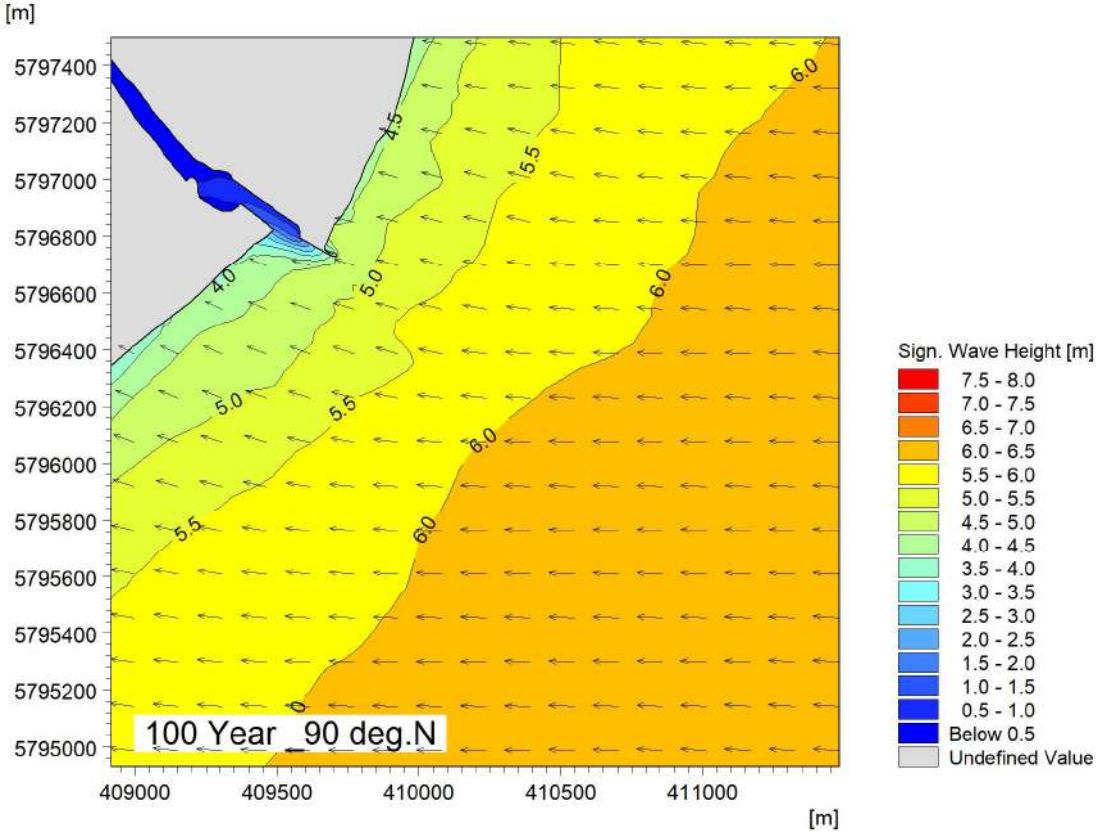 [m]
5797400
5797200
5797000
5796800
5796600
5796400
5796200
5796000
5795800
5795600
5795400
5795200
5795000
6.0
4.5
5.5
5.0
6.0
4.0
5.0
5.5
6.0
5.5
6.0
0
100 Year _90 deg.N
409000 409500 410000 410500 411000
[m]
Sign. Wave Height [m]
7.5 - 8.0
7.0 - 7.5
6.5 - 7.0
6.0 - 6.5
5.5 - 6.0
5.0 - 5.5
4.5 - 5.0
4.0 - 4.5
3.5 - 4.0
3.0 - 3.5
2.5 - 3.0
2.0 - 2.5
1.5 - 2.0
1.0 - 1.5
0.5 - 1.0
Below 0.5
Undefined Value